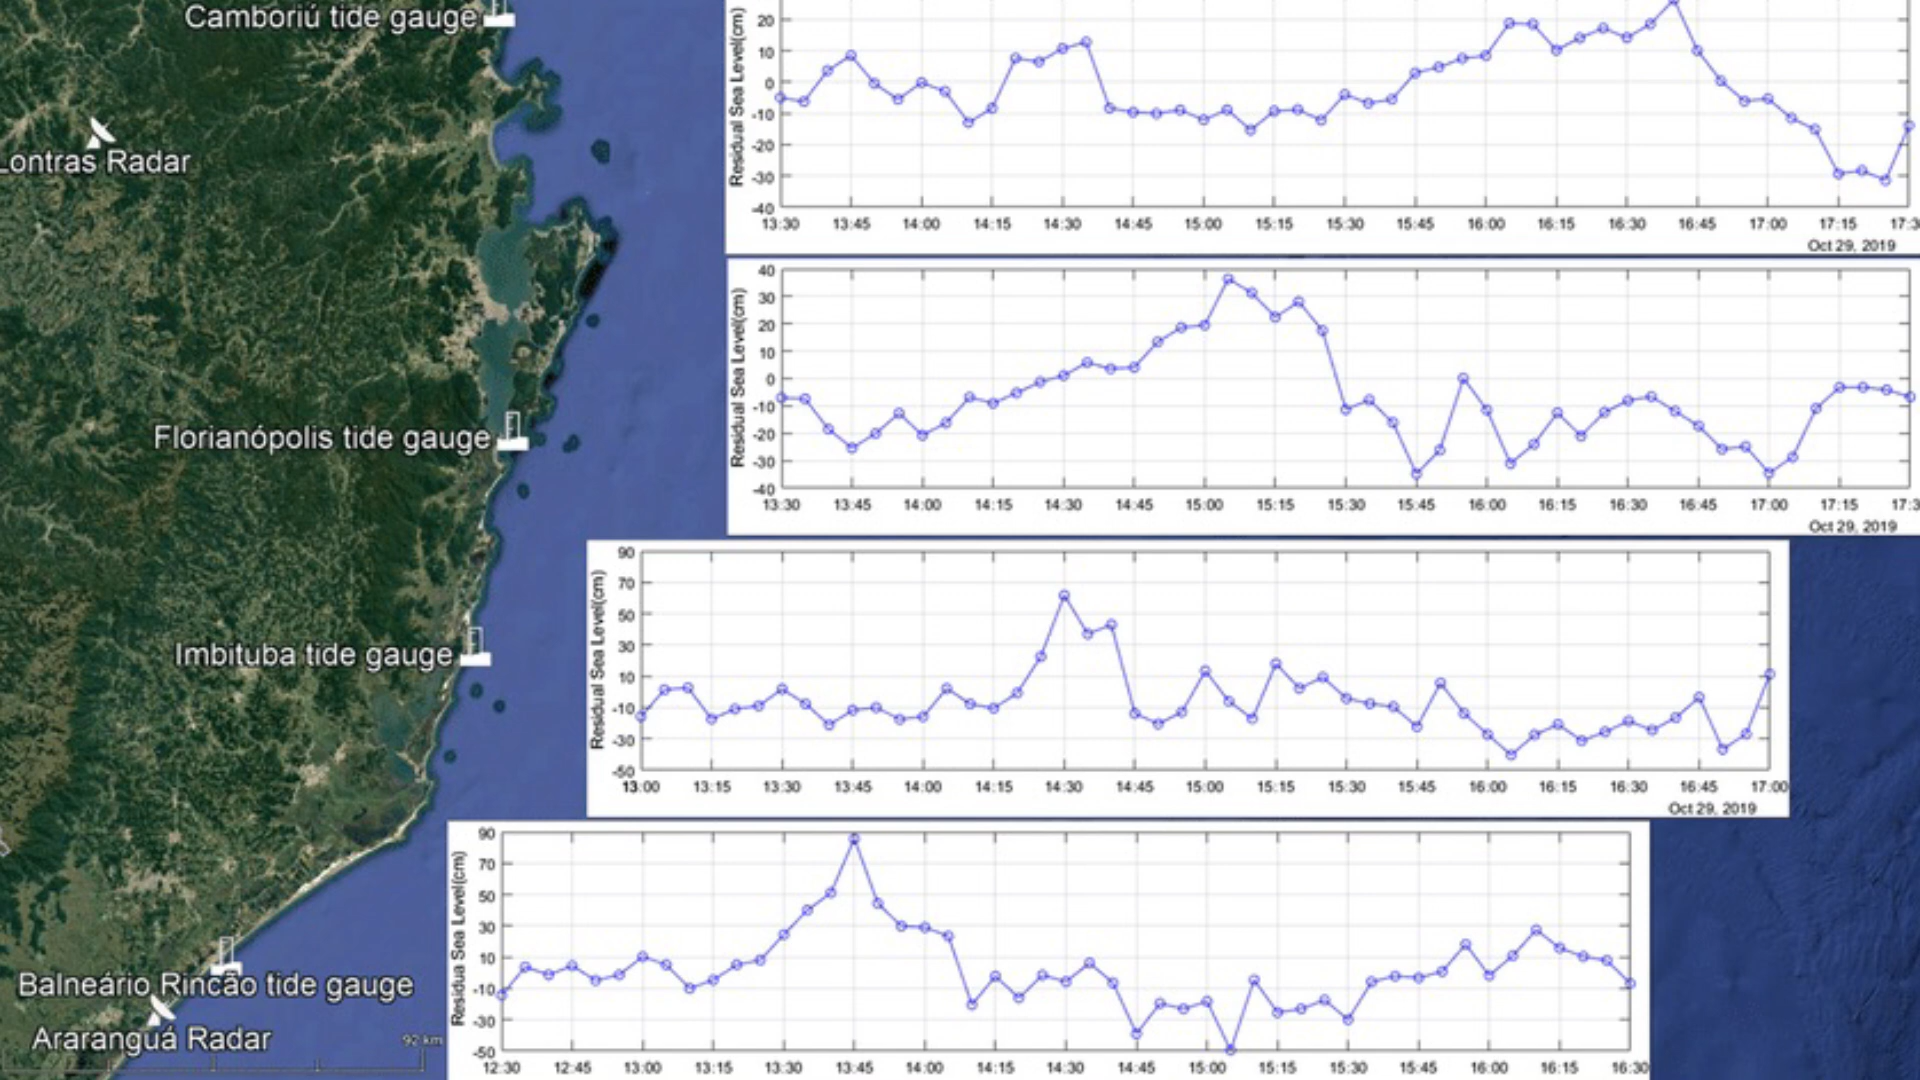 Camboriú tide gauge
Lontras Radar
Florianópolis tide gauge
Imbituba tide gauge
Balneário Rincão tide gauge
Araranguá Radar
92 km
Residual Sea Level(cm)
20
10
0
-10
-20
-30
-40
13:30 13:45 14:00 14:15 14:30 14:45 15:00 15:15 15:30 15:45 16:00 16:15 16:30 16:45 17:00 17:15 17:3
Oct 29, 2019
Residual Sea Level(cm)
40
30
20
10
0
-10
-20
-30
-40
13:30 13:45 14:00 14:15 14:30 14:45 15:00 15:15 15:30 15:45 16:00 16:15 16:30 16:45 17:00 17:15 17:3
Oct 29, 2019
Residual Sea Level(cm)
90
70
50
30
10
-10
-30
-50
13:00 13:15 13:30 13:45 14:00 14:15 14:30 14:45 15:00 15:15 15:30 15:45 16:00 16:15 16:30 16:45 17:00
Oct 29, 2019
Residua Sea Level(cm)
90
70
50
30
10
-10
-30
-50
12:30 12:45 13:00 13:15 13:30 13:45 14:00 14:15 14:30 14:45 15:00 15:15 15:30 15:45 16:00 16:15 16:30